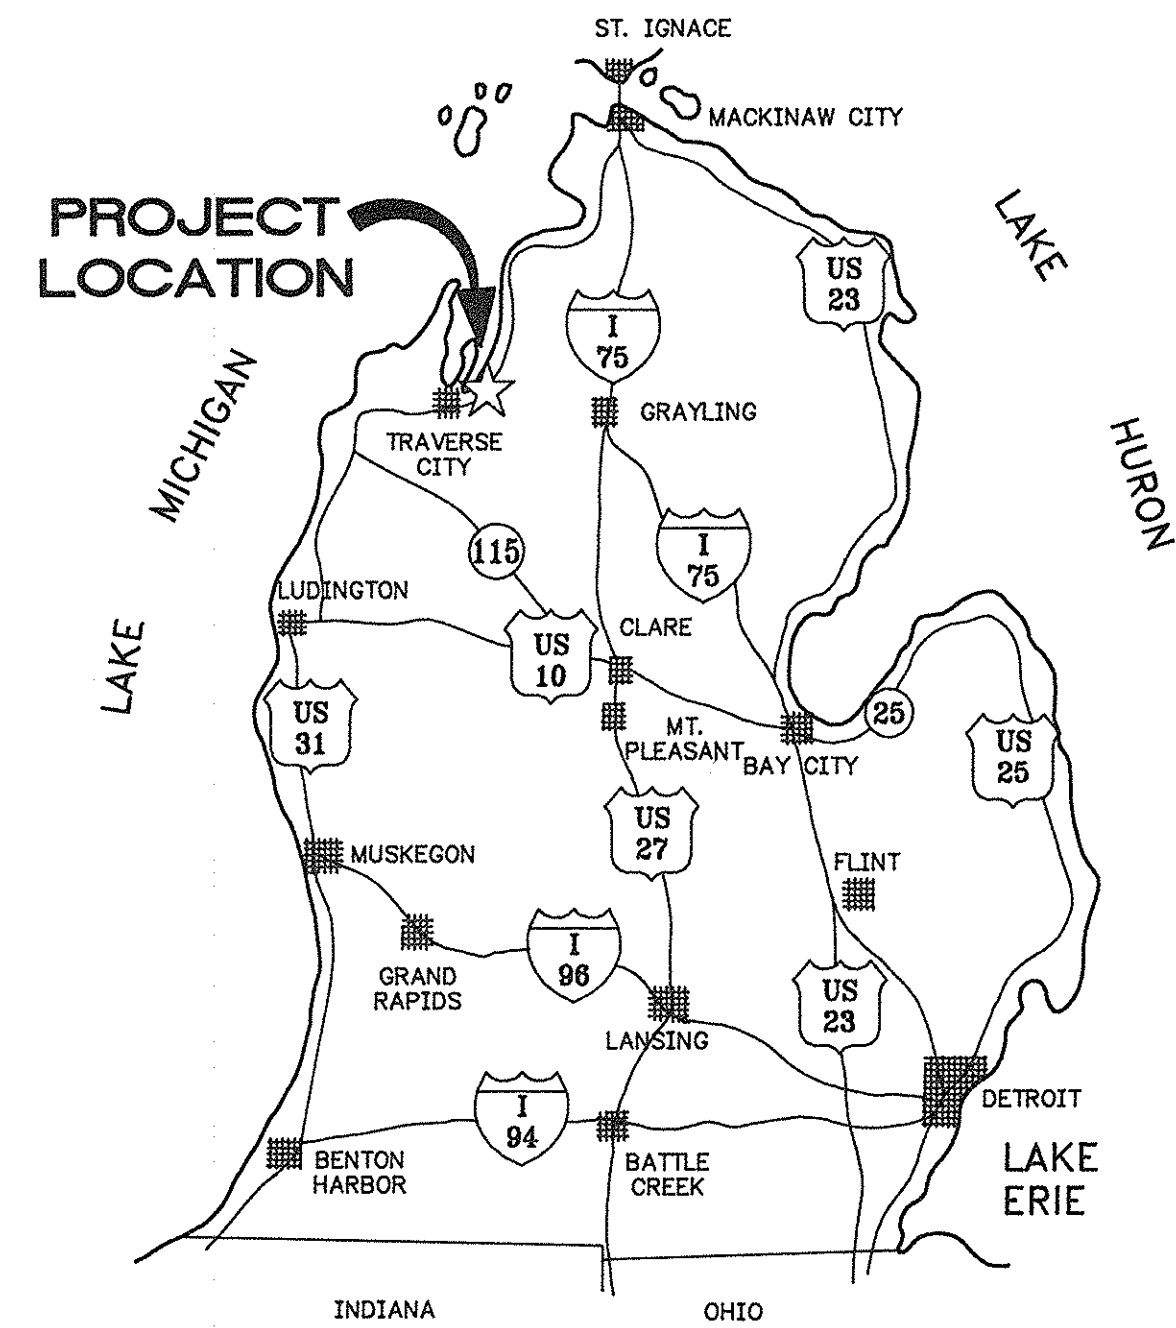 ST. IGNACE
MACKINAW CITY
PROJECT
LOCATION
LAKE
HURON
US
23
I
75
GRAYLING
TRAVERSE
CITY
LAKE
MICHIGAN
115
I
75
LUDINGTON
CLARE
US
10
US
31
MT.
PLEASANT
BAY CITY
25
US
25
US
27
MUSKEGON
FLINT
GRAND
RAPIDS
I
96
US
23
LANSING
I
94
DETROIT
BENTON
HARBOR
BATTLE
CREEK
LAKE
ERIE
INDIANA
OHIO